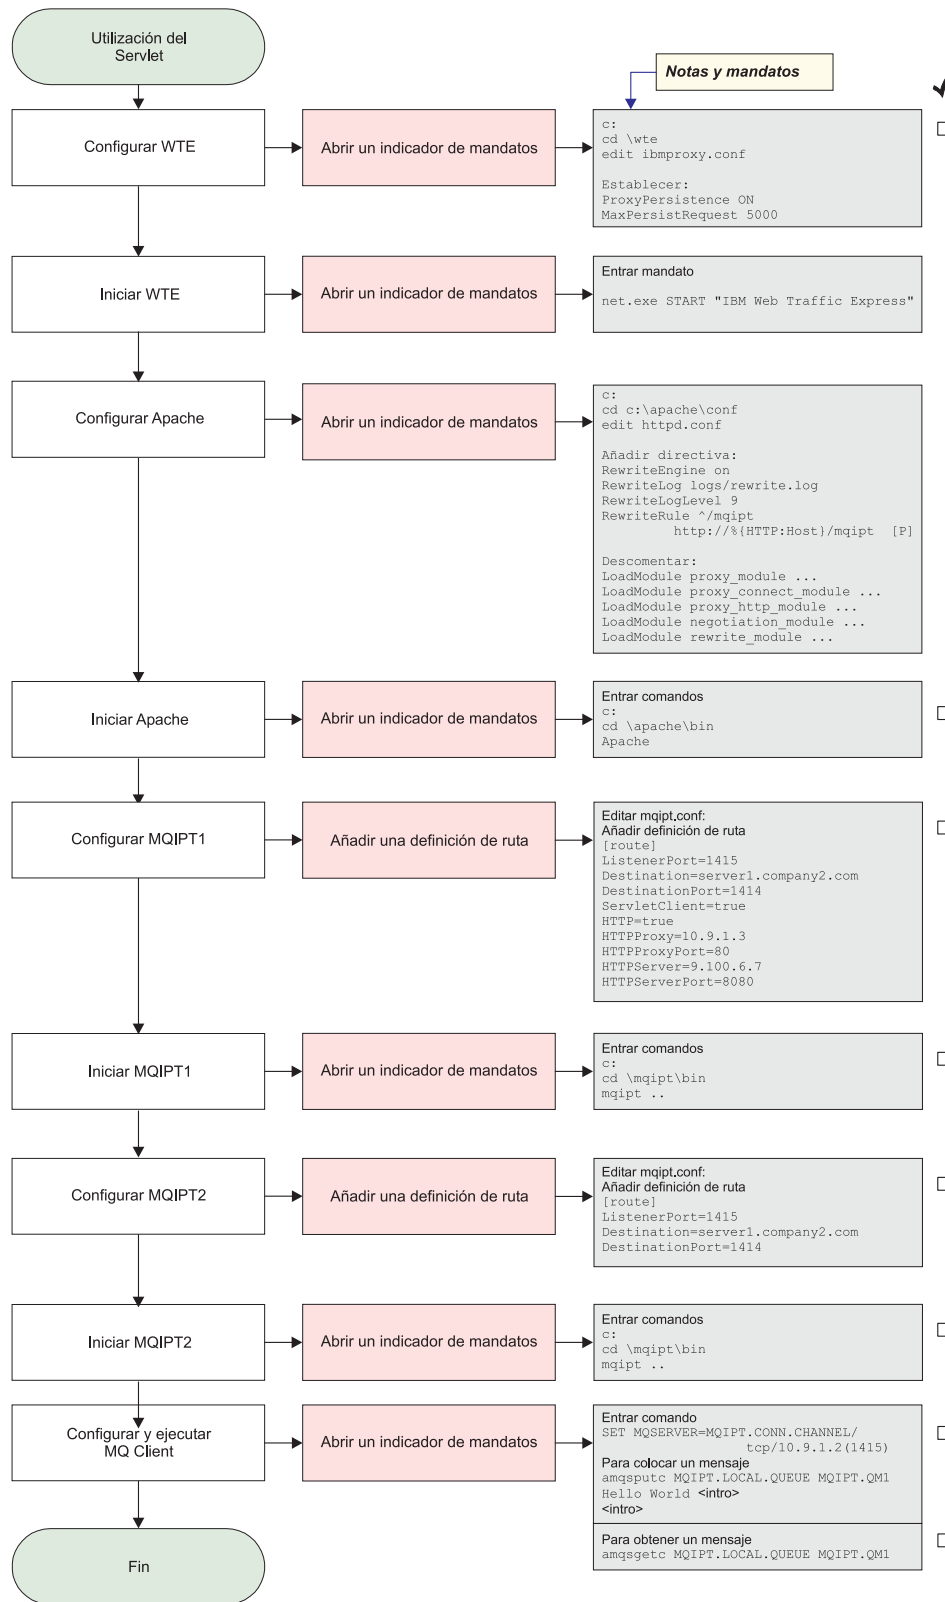 Utilización del
Servlet
Notas y mandatos
Configurar WTE
Abrir un indicador de mandatos
c:
cd \wte
edit ibmproxy.conf
Establecer:
ProxyPersistence ON
MaxPersistRequest 5000
Iniciar WTE
Abrir un indicador de mandatos
Entrar mandato
net.exe START "IBM Web Traffic Express"
Configurar Apache
Abrir un indicador de mandatos
c:
cd c:\apache\conf
edit httpd.conf
Añadir directiva:
RewriteEngine on
RewriteLog logs/rewrite.log
RewriteLogLevel 9
RewriteRule ^/mqipt
http://%{HTTP:Host}/mqipt [P]
Descomentar:
LoadModule proxy_module ...
LoadModule proxy_connect_module ...
LoadModule proxy_http_module ...
LoadModule negotiation_module ...
LoadModule rewrite_module ...
Iniciar Apache
Abrir un indicador de mandatos
Entrar comandos
c:
cd \apache\bin
Apache
Configurar MQIPT1
Añadir una definición de ruta
Editar mqipt.conf:
Añadir definición de ruta
[route]
ListenerPort=1415
Destination=server1.company2.com
DestinationPort=1414
ServletClient=true
HTTP=true
HTTPProxy=10.9.1.3
HTTPProxyPort=80
HTTPServer=9.100.6.7
HTTPServerPort=8080
Iniciar MQIPT1
Abrir un indicador de mandatos
Entrar comandos
c:
cd \mqipt\bin
mqipt ..
Configurar MQIPT2
Añadir una definición de ruta
Editar mqipt.conf:
Añadir definición de ruta
[route]
ListenerPort=1415
Destination=server1.company2.com
DestinationPort=1414
Iniciar MQIPT2
Abrir un indicador de mandatos
Entrar comandos
c:
cd \mqipt\bin
mqipt ..
Configurar y ejecutar
MQ Client
Abrir un indicador de mandatos
Entrar comando
SET MQSERVER=MQIPT.CONN.CHANNEL/
tcp/10.9.1.2(1415)
Para colocar un mensaje
amqsputc MQIPT.LOCAL.QUEUE MQIPT.QM1
Hello World <intro>
<intro>
Para obtener un mensaje
amqsgetc MQIPT.LOCAL.QUEUE MQIPT.QM1
Fin